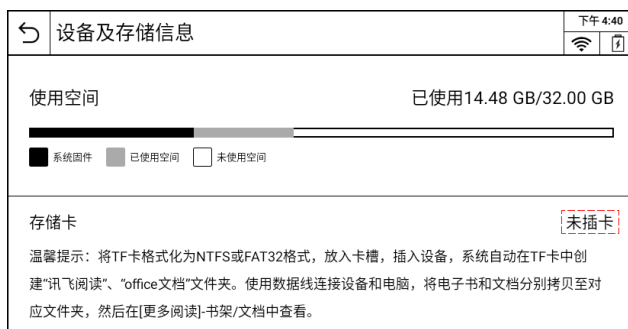 下午 4:40
设备及存储信息
使用空间 已使用14.48 GB/32.00 GB
系统固件 已使用空间 未使用空间
存储卡 未插卡
温馨提示：将TF卡格式化为NTFS或FAT32格式，放入卡槽，插入设备，系统自动在TF卡中创
建“讯飞阅读”、“office文档”文件夹。使用数据线连接设备和电脑，将电子书和文档分别拷贝至对
应文件夹，然后在[更多阅读]-书架/文档中查看。